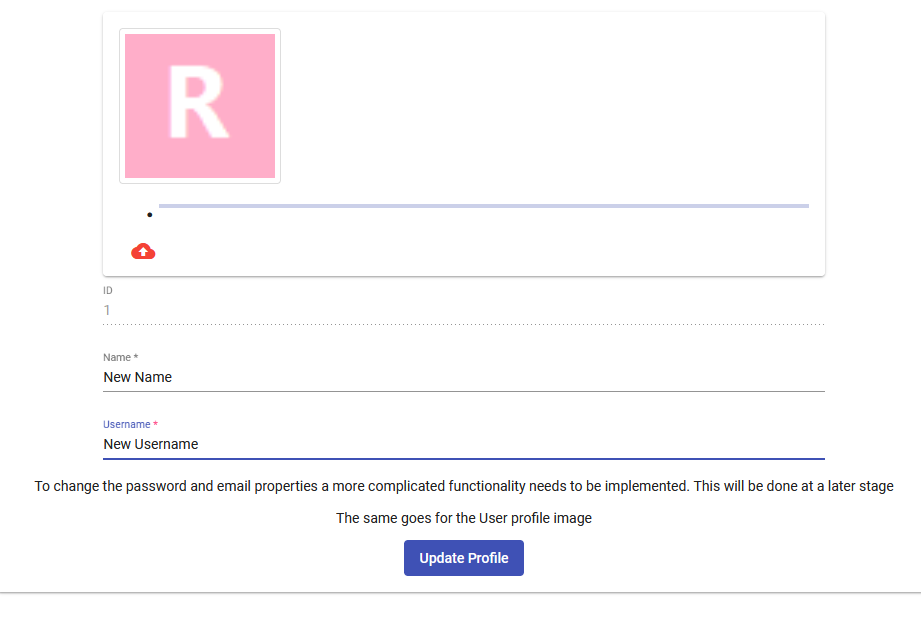 R
ID
1
Name *
New Name
Username *
New Username
To change the password and email properties a more complicated functionality needs to be implemented. This will be done at a later stage
The same goes for the User profile image
Update Profile